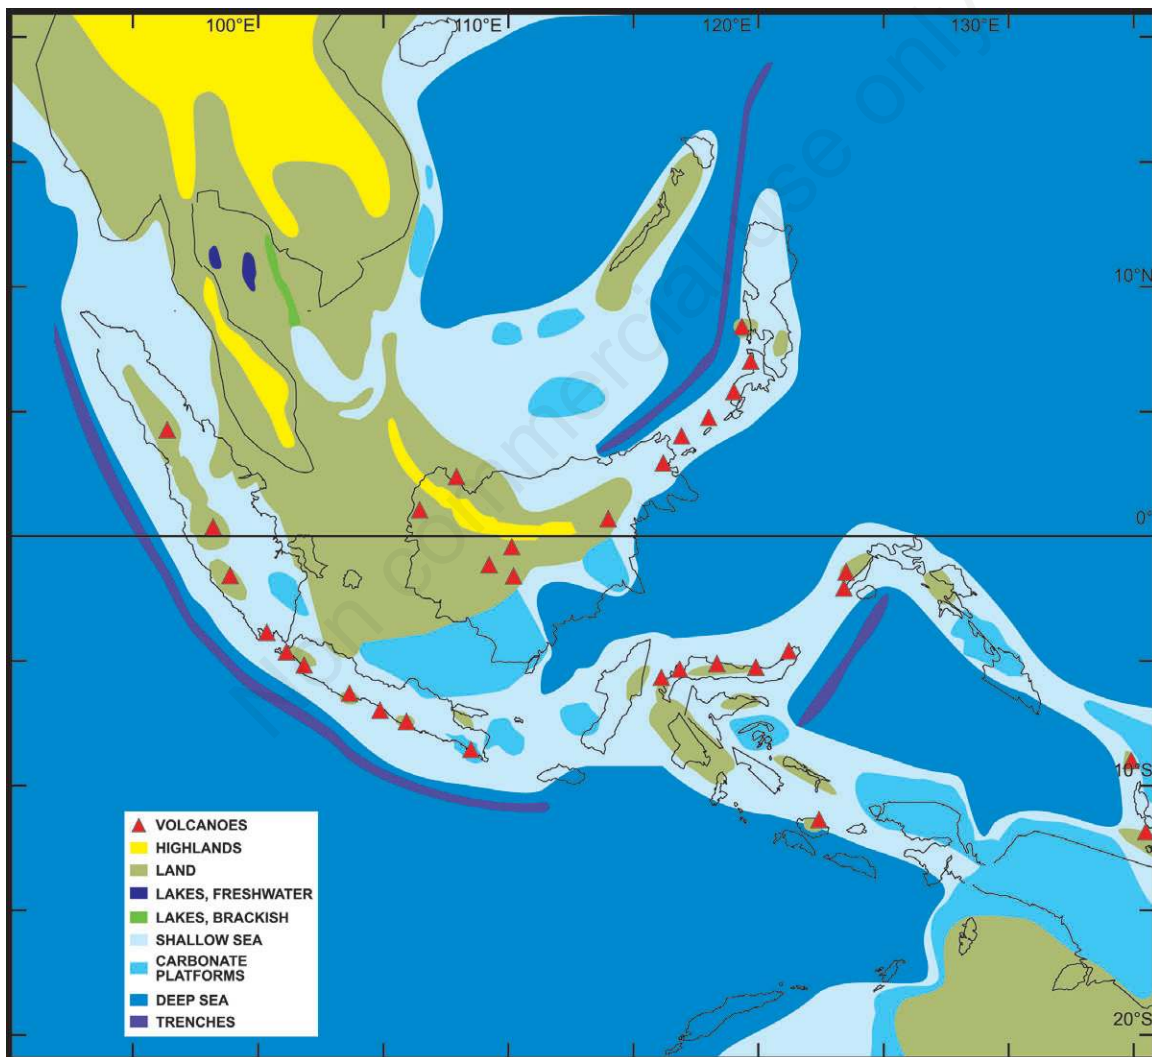 100°E
110°E
120°E
130°E
10°N
0°
10°S
20°S
VOLCANOES
HIGHLANDS
LAND
LAKES, FRESHWATER
LAKES, BRACKISH
SHALLOW SEA
CARBONATE
PLATFORMS
DEEP SEA
TRENCHES
Non commercial use only